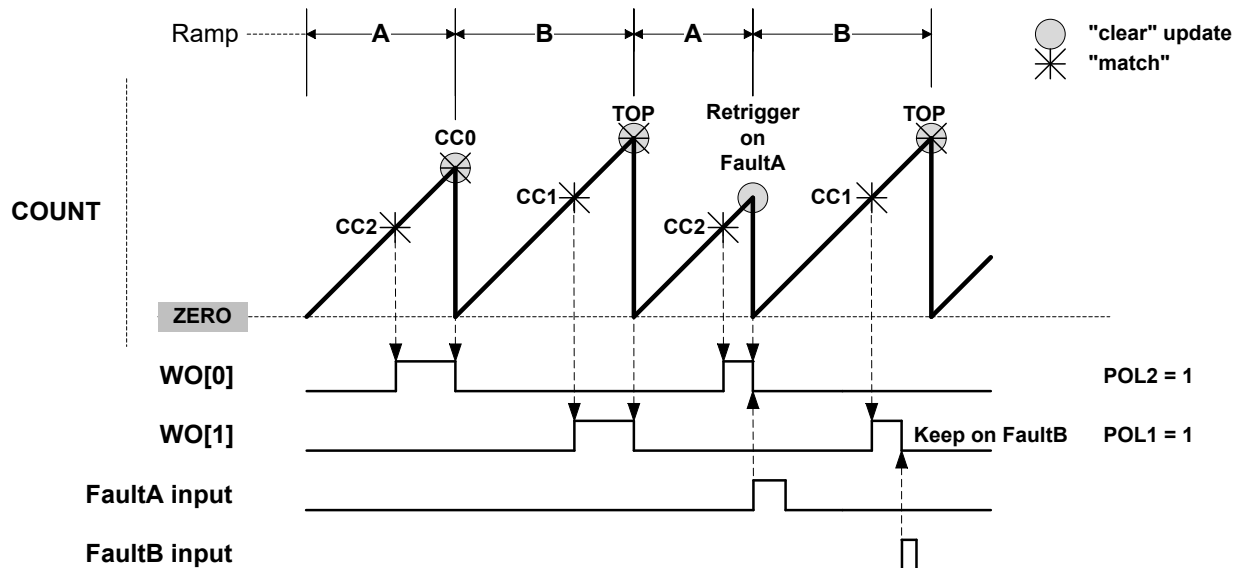 Ramp
A
B
A
B
"clear" update
"match"
TOP
Retrigger
on
FaultA
TOP
CC0
CC1
CC1
COUNT
CC2
CC2
ZERO
WO[0]
POL2 = 1
WO[1]
Keep on FaultB
POL1 = 1
FaultA input
FaultB input